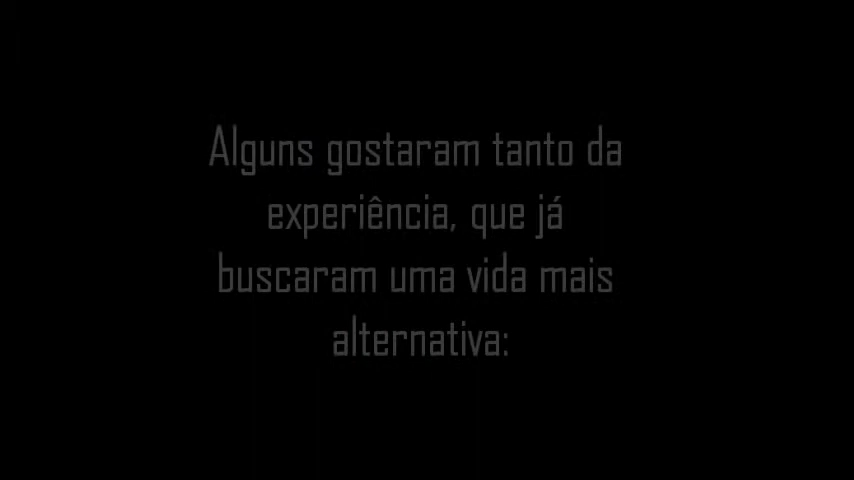 Alguns gostaram tanto da
experiência, que já
buscaram uma vida mais
alternativa: